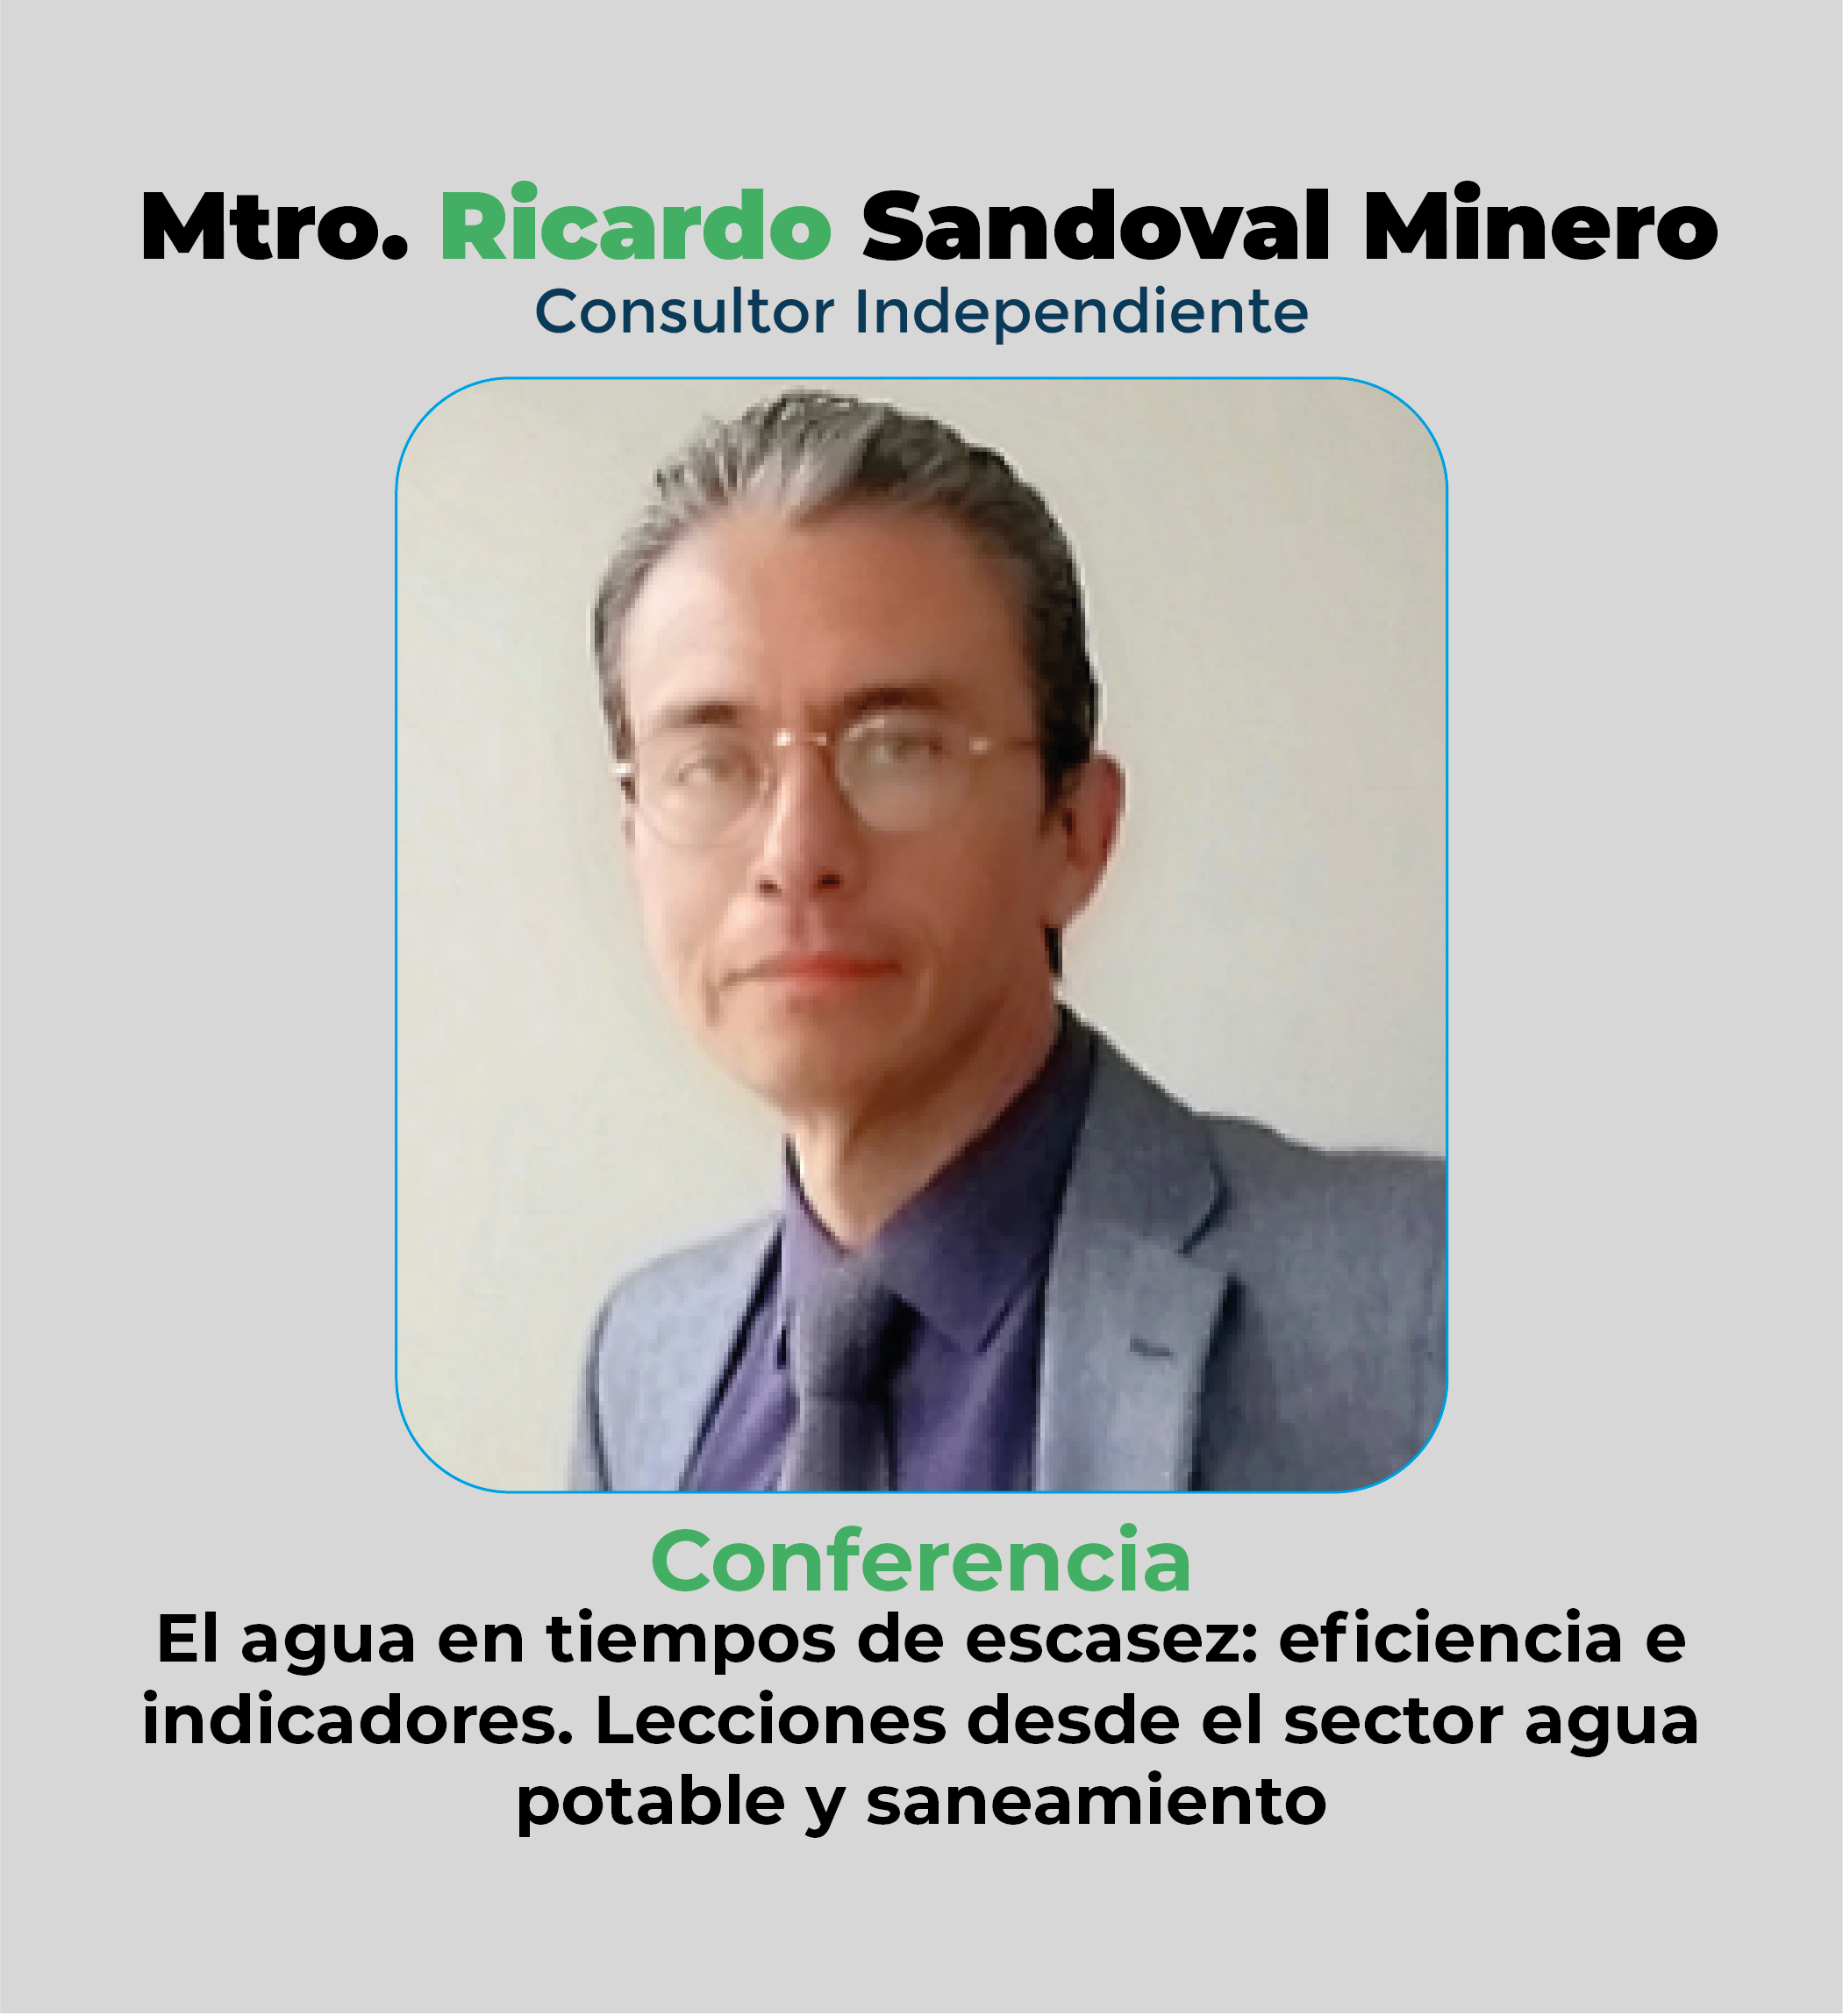 Mtro. Ricardo Sandoval Minero
Consultor Independiente
Conferencia
El agua en tiempos de escasez: eficiencia e
indicadores. Lecciones desde el sector agua
potable y saneamiento